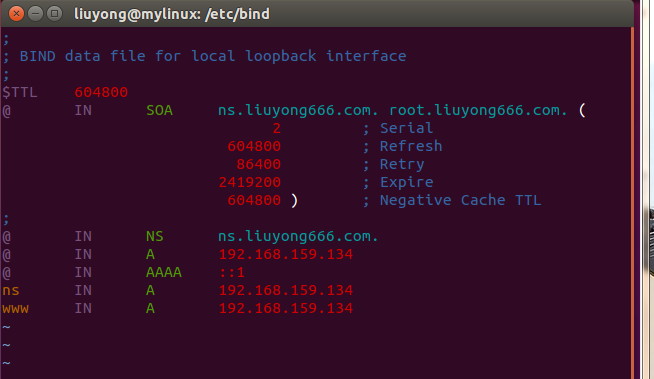 liuyong@mylinux: /etc/bind
;
; BIND data file for local loopback interface
;
$TTL    604800
@       IN      SOA     ns.liuyong666.com. root.liuyong666.com. (
                              2         ; Serial
                         604800         ; Refresh
                          86400         ; Retry
                        2419200         ; Expire
                         604800 )       ; Negative Cache TTL
;
@       IN      NS      ns.liuyong666.com.
@       IN      A       192.168.159.134
@       IN      AAAA    ::1
ns      IN      A       192.168.159.134
www     IN      A       192.168.159.134
~
~
~